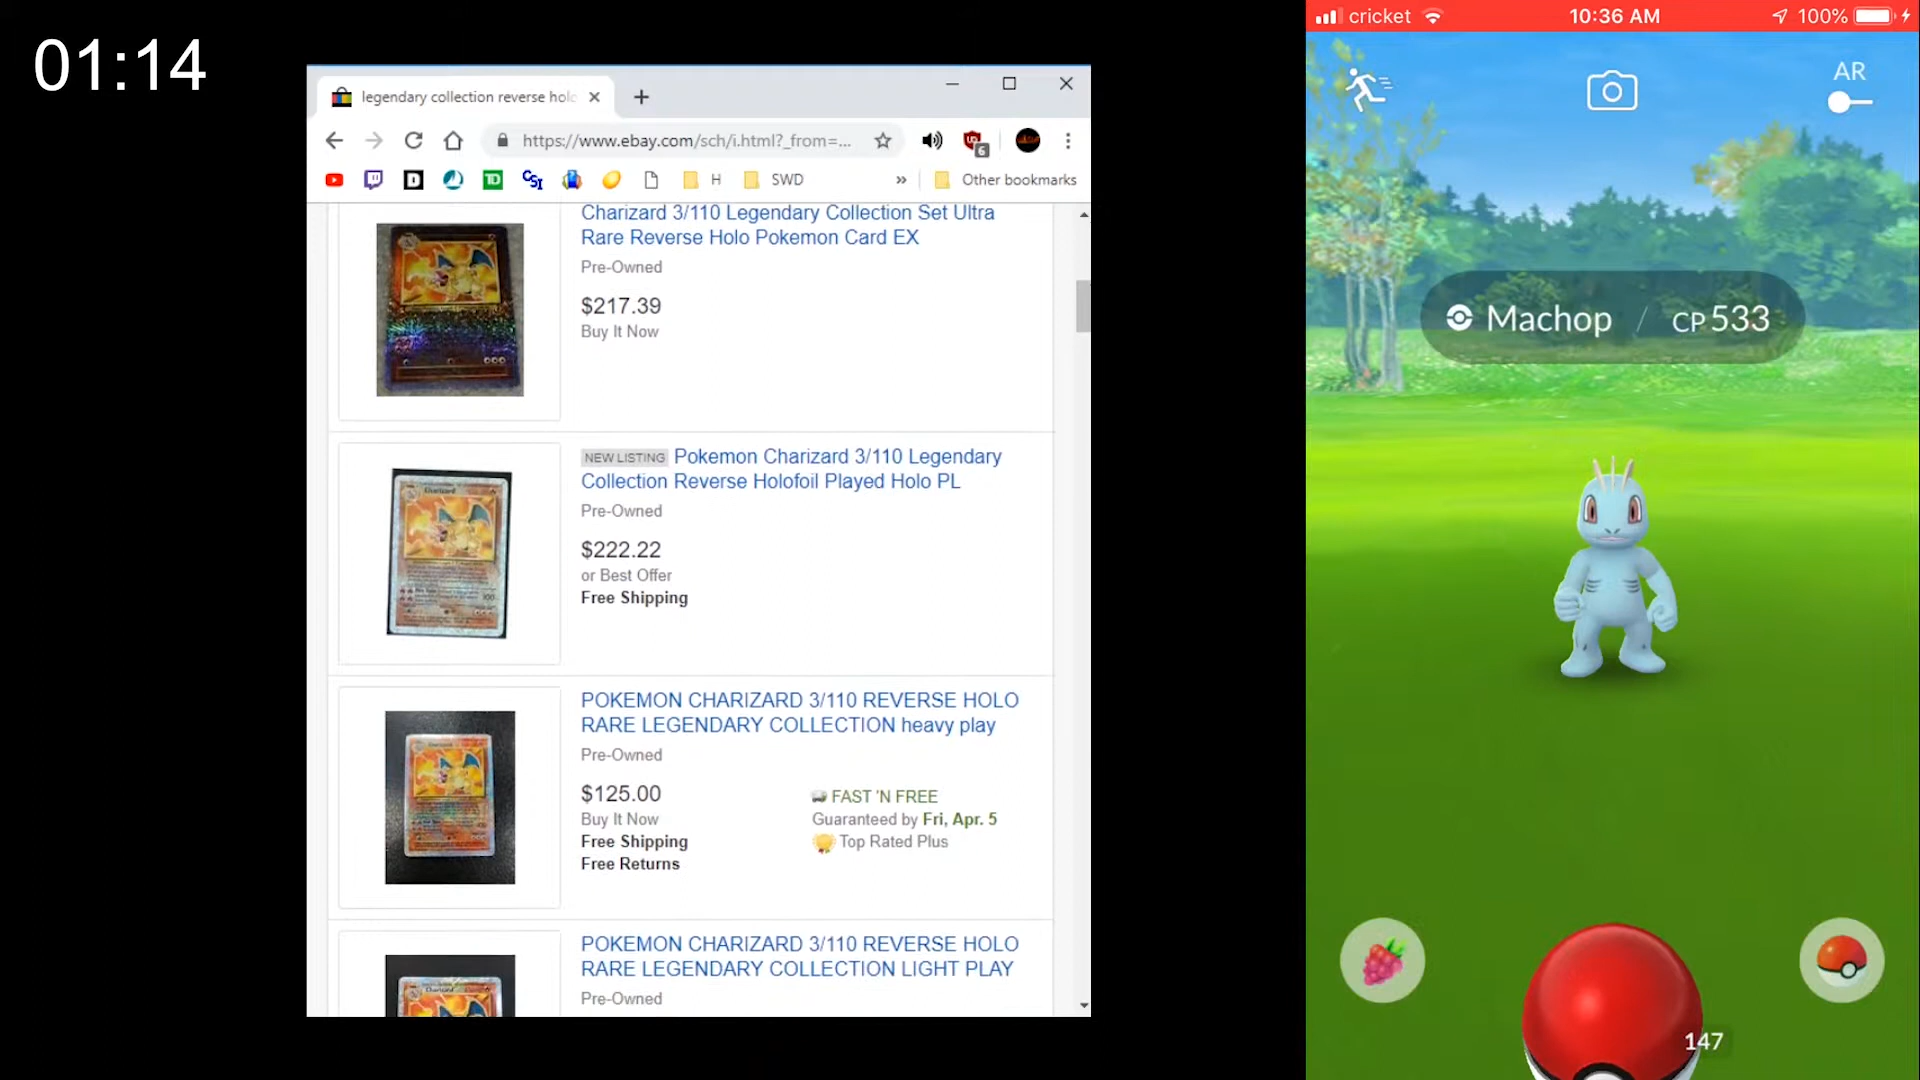 01:14
legendary collection reverse holo
https://www.ebay.com/sch/i.html?_from=...
6
D
TD
CSI
H
SWD
»
Other bookmarks
Charizard 3/110 Legendary Collection Set Ultra
Rare Reverse Holo Pokemon Card EX
Pre-Owned
$217.39
Buy It Now
NEW LISTING Pokemon Charizard 3/110 Legendary
Collection Reverse Holofoil Played Holo PL
Pre-Owned
$222.22
or Best Offer
Free Shipping
POKEMON CHARIZARD 3/110 REVERSE HOLO
RARE LEGENDARY COLLECTION heavy play
Pre-Owned
$125.00
Buy It Now
Free Shipping
Free Returns
FAST 'N FREE
Guaranteed by Fri, Apr. 5
Top Rated Plus
POKEMON CHARIZARD 3/110 REVERSE HOLO
RARE LEGENDARY COLLECTION LIGHT PLAY
Pre-Owned
cricket 10:36 AM 100%
AR
Machop / CP533
147